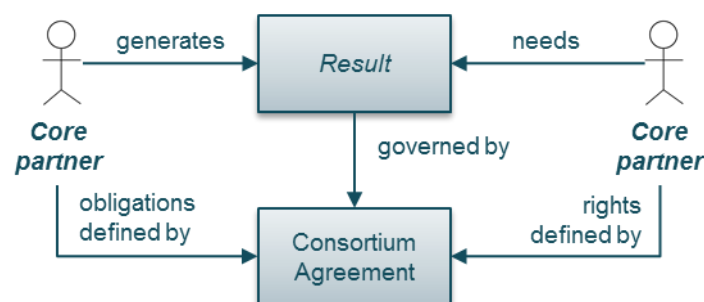 generates
Result
needs
Core
partner
governed by
Core
partner
obligations
defined by
Consortium
Agreement
rights
defined by